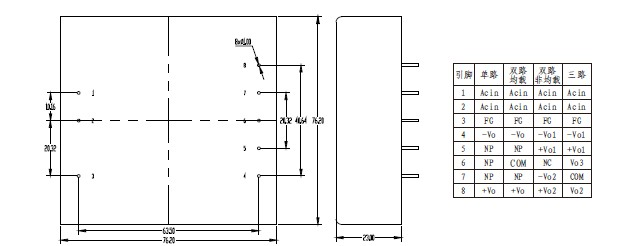 8xΦ1.00
8
1
7
2
6
5
3
4
10.16
20.32
20.32
40.64
76.20
63.50
76.20
23.00
引脚 单路 双路均载 双路非均载 三路
1 Acin Acin Acin Acin
2 Acin Acin Acin Acin
3 FG FG FG FG
4 -Vo -Vo -Vo1 -Vo1
5 NP NP +Vo1 +Vo1
6 NP COM NC Vo3
7 NP NP -Vo2 COM
8 +Vo +Vo +Vo2 Vo2